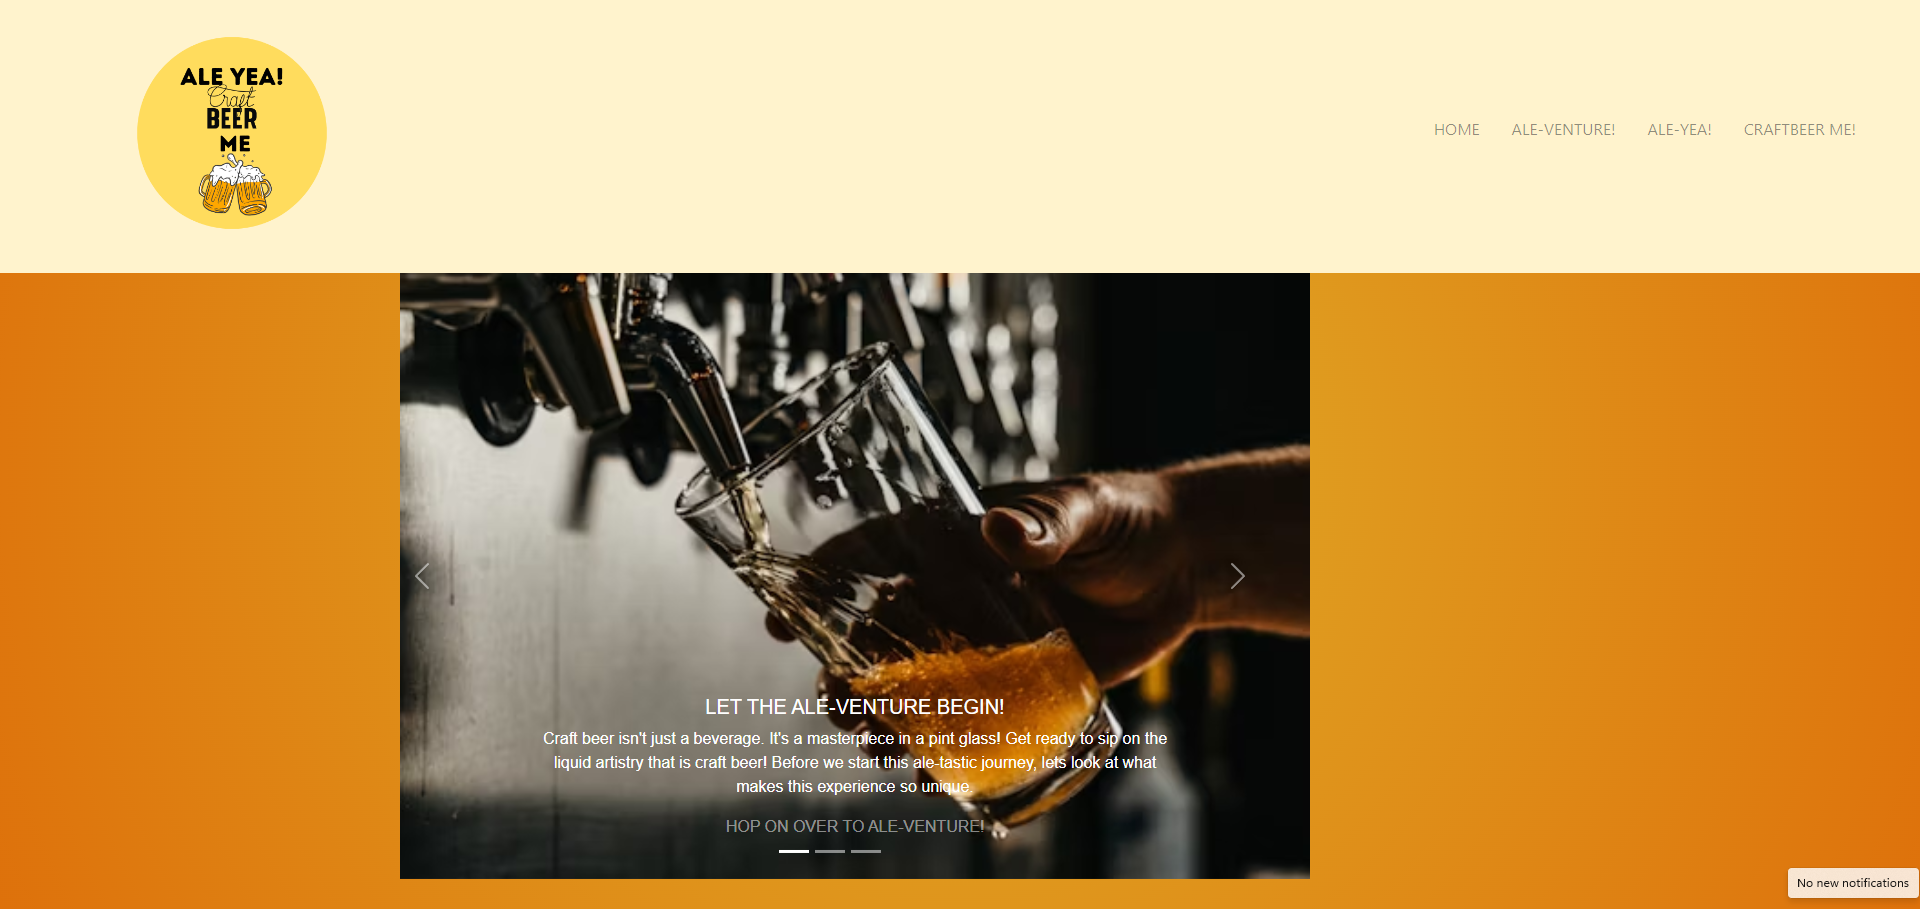 ALE YEA!
Craft
BEER
ME
HOME ALE-VENTURE! ALE-YEA! CRAFTBEER ME!
LET THE ALE-VENTURE BEGIN!
Craft beer isn't just a beverage. It's a masterpiece in a pint glass! Get ready to sip on the
liquid artistry that is craft beer! Before we start this ale-tastic journey, lets look at what
makes this experience so unique.
HOP ON OVER TO ALE-VENTURE!
No new notifications